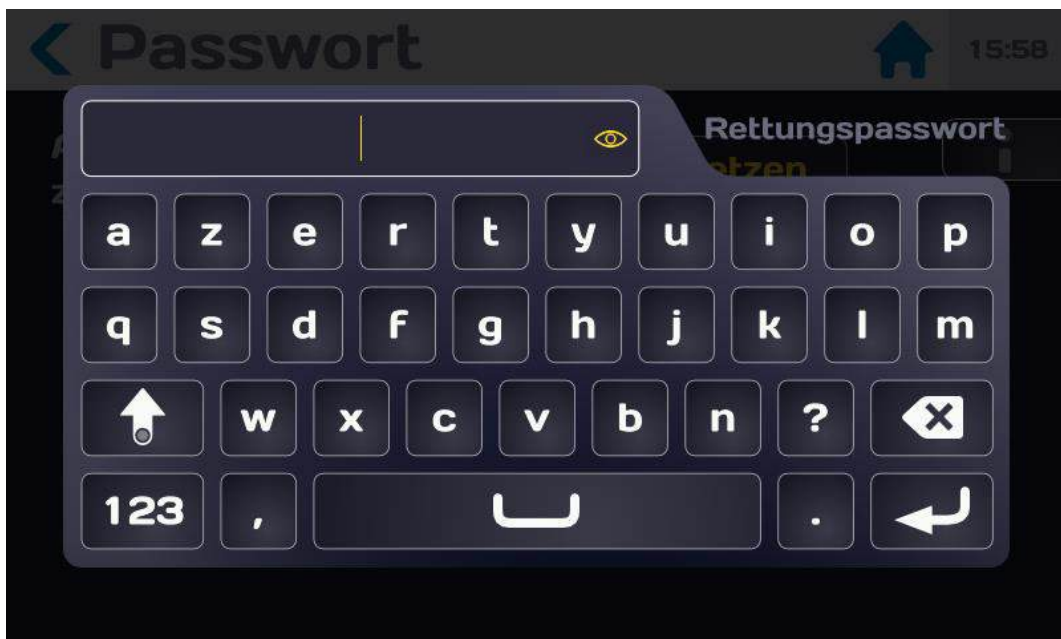 Passwort
15:58
Rettungspasswort
a z e r t y u i o p
q s d f g h j k l m
w x c v b n ?
123 , .